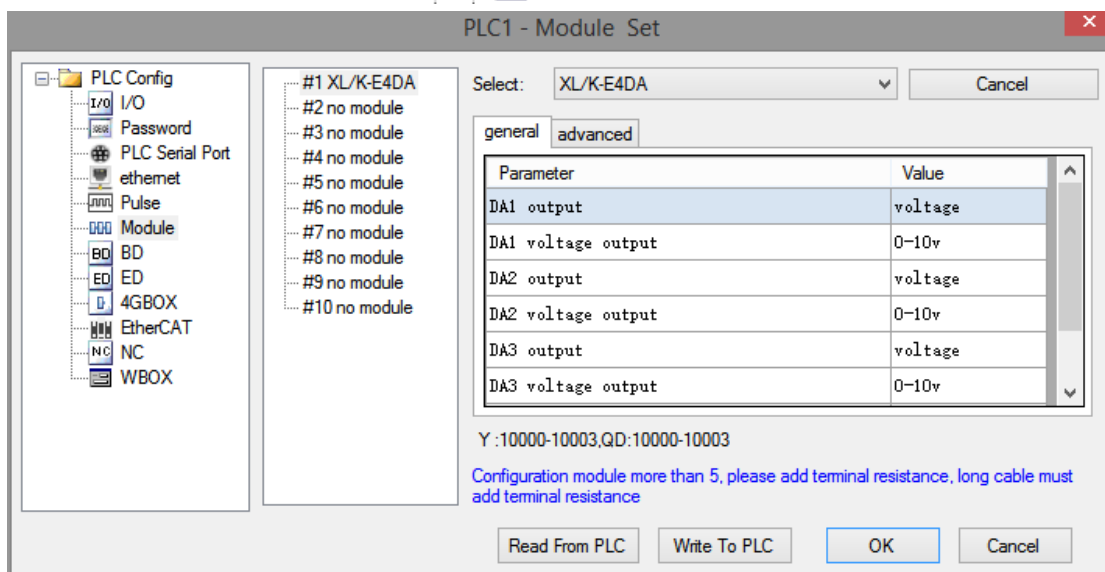 PLC1 - Module Set
PLC Config
I/O I/O
Password
PLC Serial Port
ethernet
Pulse
Module
BD BD
ED ED
4GBOX
EtherCAT
NC NC
WBOX
#1 XL/K-E4DA
#2 no module
#3 no module
#4 no module
#5 no module
#6 no module
#7 no module
#8 no module
#9 no module
#10 no module
Select: XL/K-E4DA Cancel
general advanced
Parameter Value
DA1 output voltage
DA1 voltage output 0-10v
DA2 output voltage
DA2 voltage output 0-10v
DA3 output voltage
DA3 voltage output 0-10v
Y :10000-10003,QD:10000-10003
Configuration module more than 5, please add terminal resistance, long cable must
add terminal resistance
Read From PLC Write To PLC OK Cancel